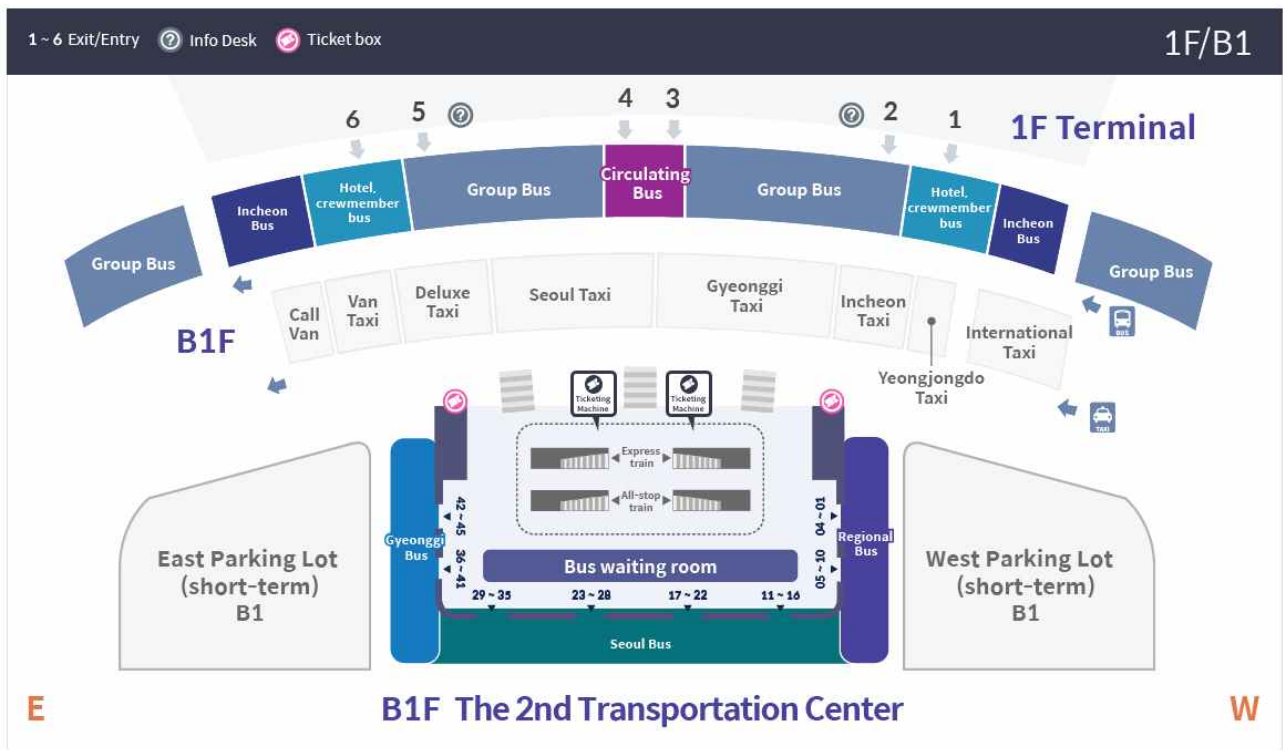 1 ~ 6 Exit/Entry
Info Desk
Ticket box
1F/B1
6
5
4
3
2
1
1F Terminal
Group Bus
Incheon
Bus
Hotel,
crewmember
bus
Group Bus
Circulating
Bus
Group Bus
Hotel,
crewmember
bus
Incheon
Bus
Group Bus
BUS
B1F
Call
Van
Van
Taxi
Deluxe
Taxi
Seoul Taxi
Gyeonggi
Taxi
Incheon
Taxi
Yeongjongdo
Taxi
International
Taxi
TAXI
Ticketing
Machine
Ticketing
Machine
Express
train
All-stop
train
42 ~ 45
36 ~ 41
04 ~ 01
05 ~ 10
Gyeonggi
Bus
Regional
Bus
Bus waiting room
29 ~ 35
23 ~ 28
17 ~ 22
11 ~ 16
Seoul Bus
East Parking Lot
(short-term)
B1
West Parking Lot
(short-term)
B1
E
B1F The 2nd Transportation Center
W